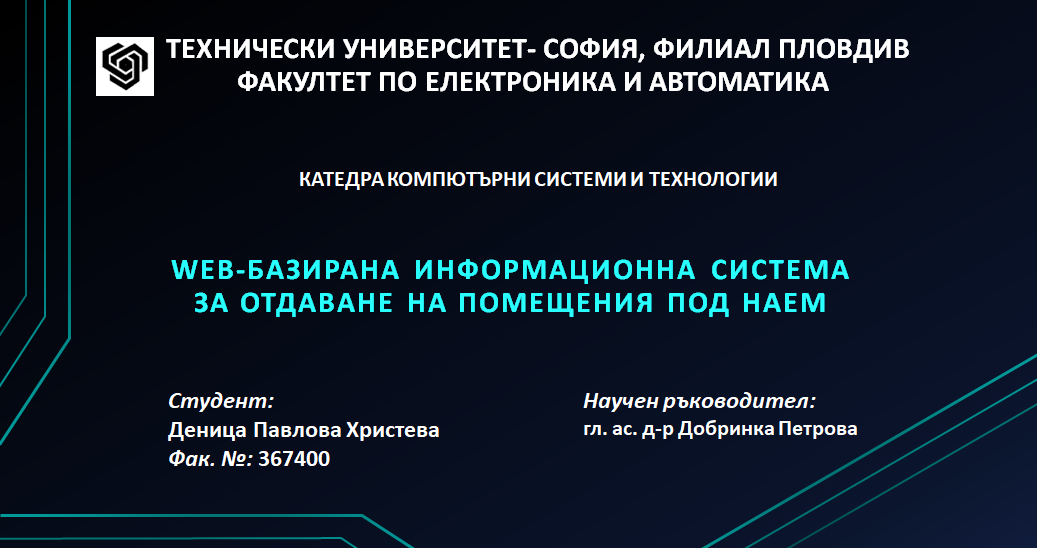 ТЕХНИЧЕСКИ УНИВЕРСИТЕТ- СОФИЯ, ФИЛИАЛ ПЛОВДИВ
ФАКУЛТЕТ ПО ЕЛЕКТРОНИКА И АВТОМАТИКА
КАТЕДРА КОМПЮТЪРНИ СИСТЕМИ И ТЕХНОЛОГИИ
WEB-БАЗИРАНА ИНФОРМАЦИОННА СИСТЕМА
ЗА ОТДАВАНЕ НА ПОМЕЩЕНИЯ ПОД НАЕМ
Студент:
Деница Павлова Христева
Фак. №: 367400
Научен ръководител:
гл. ас. д-р Добринка Петрова